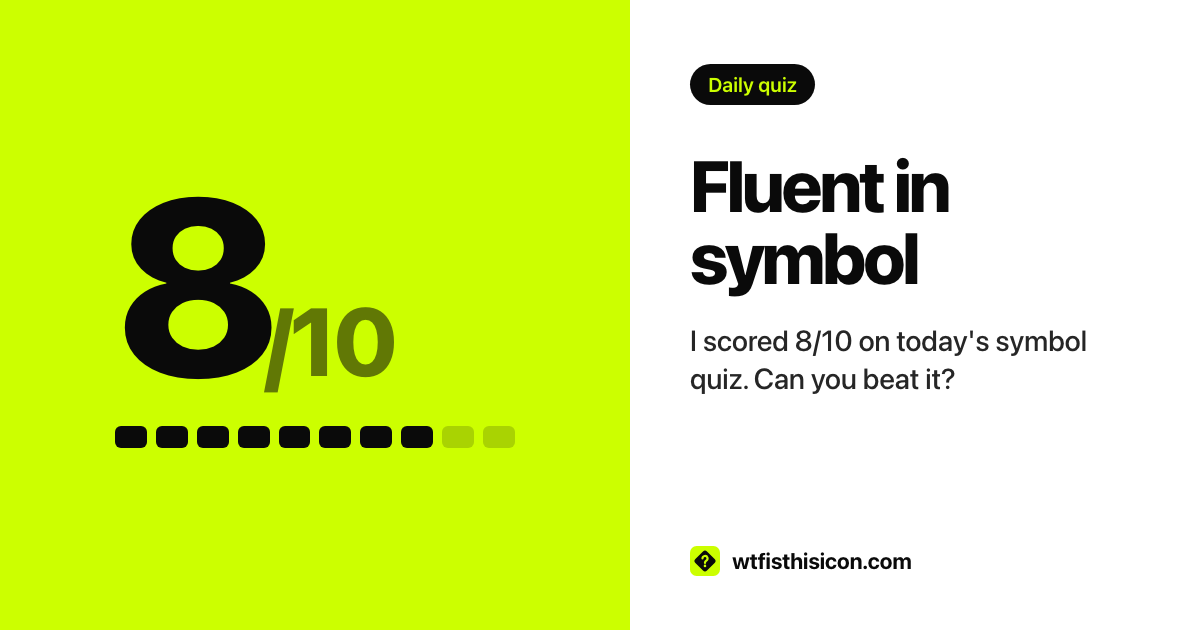 8/10
Daily quiz
Fluent in
symbol
I scored 8/10 on today's symbol
quiz. Can you beat it?
? wtfisthisicon.com